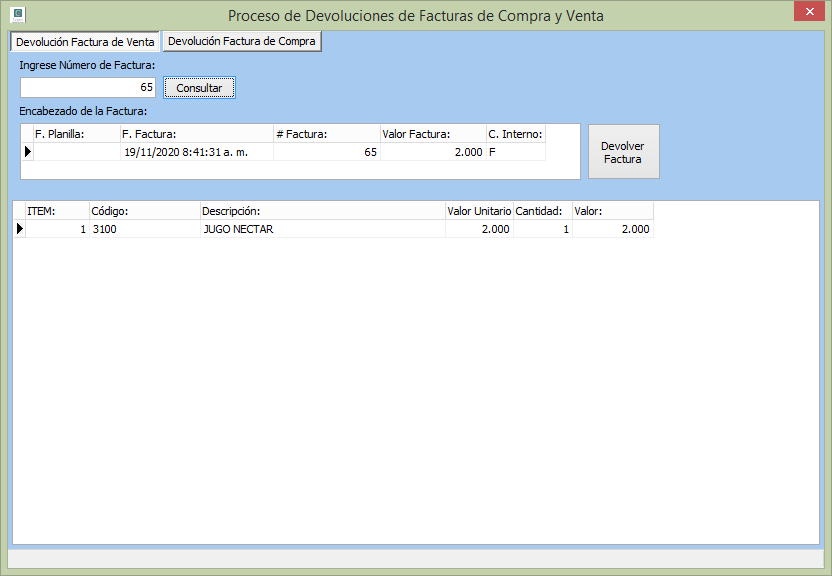 Proceso de Devoluciones de Facturas de Compra y Venta
Devolución Factura de Venta Devolución Factura de Compra
Ingrese Número de Factura:
65 Consultar
Encabezado de la Factura:
F. Planilla: F. Factura: # Factura: Valor Factura: C. Interno:
19/11/2020 8:41:31 a. m. 65 2.000 F
Devolver
Factura
ITEM: Código: Descripción: Valor Unitario Cantidad: Valor:
1 3100 JUGO NECTAR 2.000 1 2.000